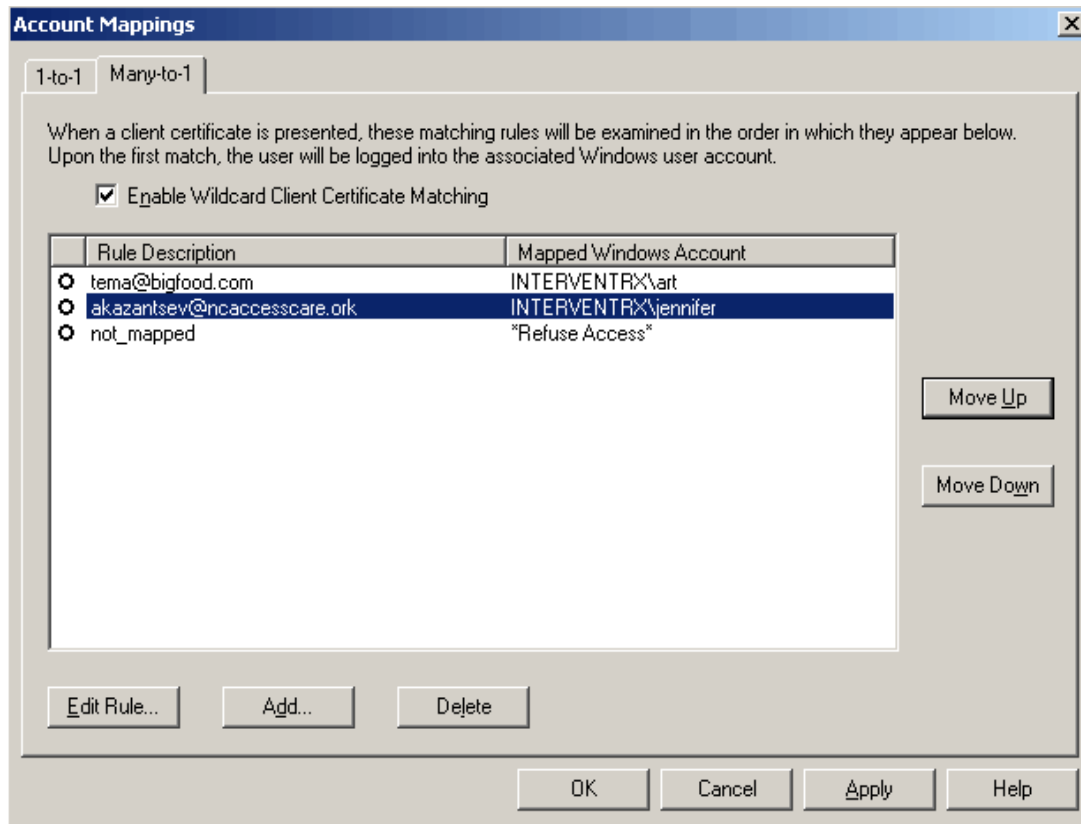 Account Mappings
1-to-1 Many-to-1
When a client certificate is presented, these matching rules will be examined in the order in which they appear below.
Upon the first match, the user will be logged into the associated Windows user account.
Enable Wildcard Client Certificate Matching
Rule Description Mapped Windows Account
tema@bigfood.com INTERVENTRX\art
akazantsev@ncaccesscare.ork INTERVENTRX\jennifer
not_mapped *Refuse Access*
Move Up
Move Down
Edit Rule... Add... Delete
OK Cancel Apply Help